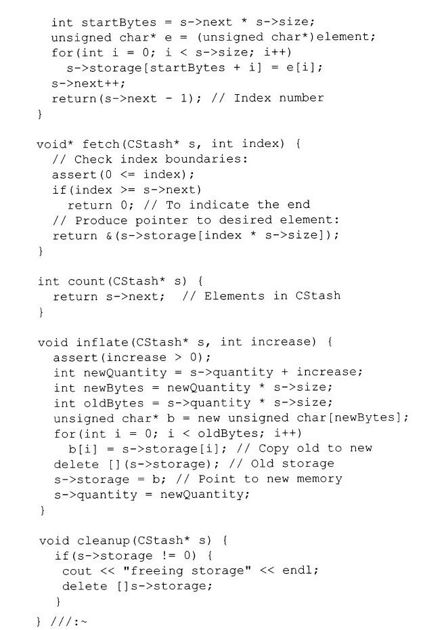 int startBytes = s->next * s->size;
unsigned char* e = (unsigned char*)element;
for(int i = 0; i < s->size; i++)
s->storage[startBytes + i] = e[i];
s->next++;
return(s->next - 1); // Index number
}
void* fetch(CStash* s, int index) {
// Check index boundaries:
assert(0 <= index);
if(index >= s->next)
return 0; // To indicate the end
// Produce pointer to desired element:
return &(s->storage[index * s->size]);
}
int count(CStash* s) {
return s->next; // Elements in CStash
}
void inflate(CStash* s, int increase) {
assert(increase > 0);
int newQuantity = s->quantity + increase;
int newBytes = newQuantity * s->size;
int oldBytes = s->quantity * s->size;
unsigned char* b = new unsigned char[newBytes];
for(int i = 0; i < oldBytes; i++)
b[i] = s->storage[i]; // Copy old to new
delete [](s->storage); // Old storage
s->storage = b; // Point to new memory
s->quantity = newQuantity;
}
void cleanup(CStash* s) {
if(s->storage != 0) {
cout << "freeing storage" << endl;
delete []s->storage;
}
} ///:~